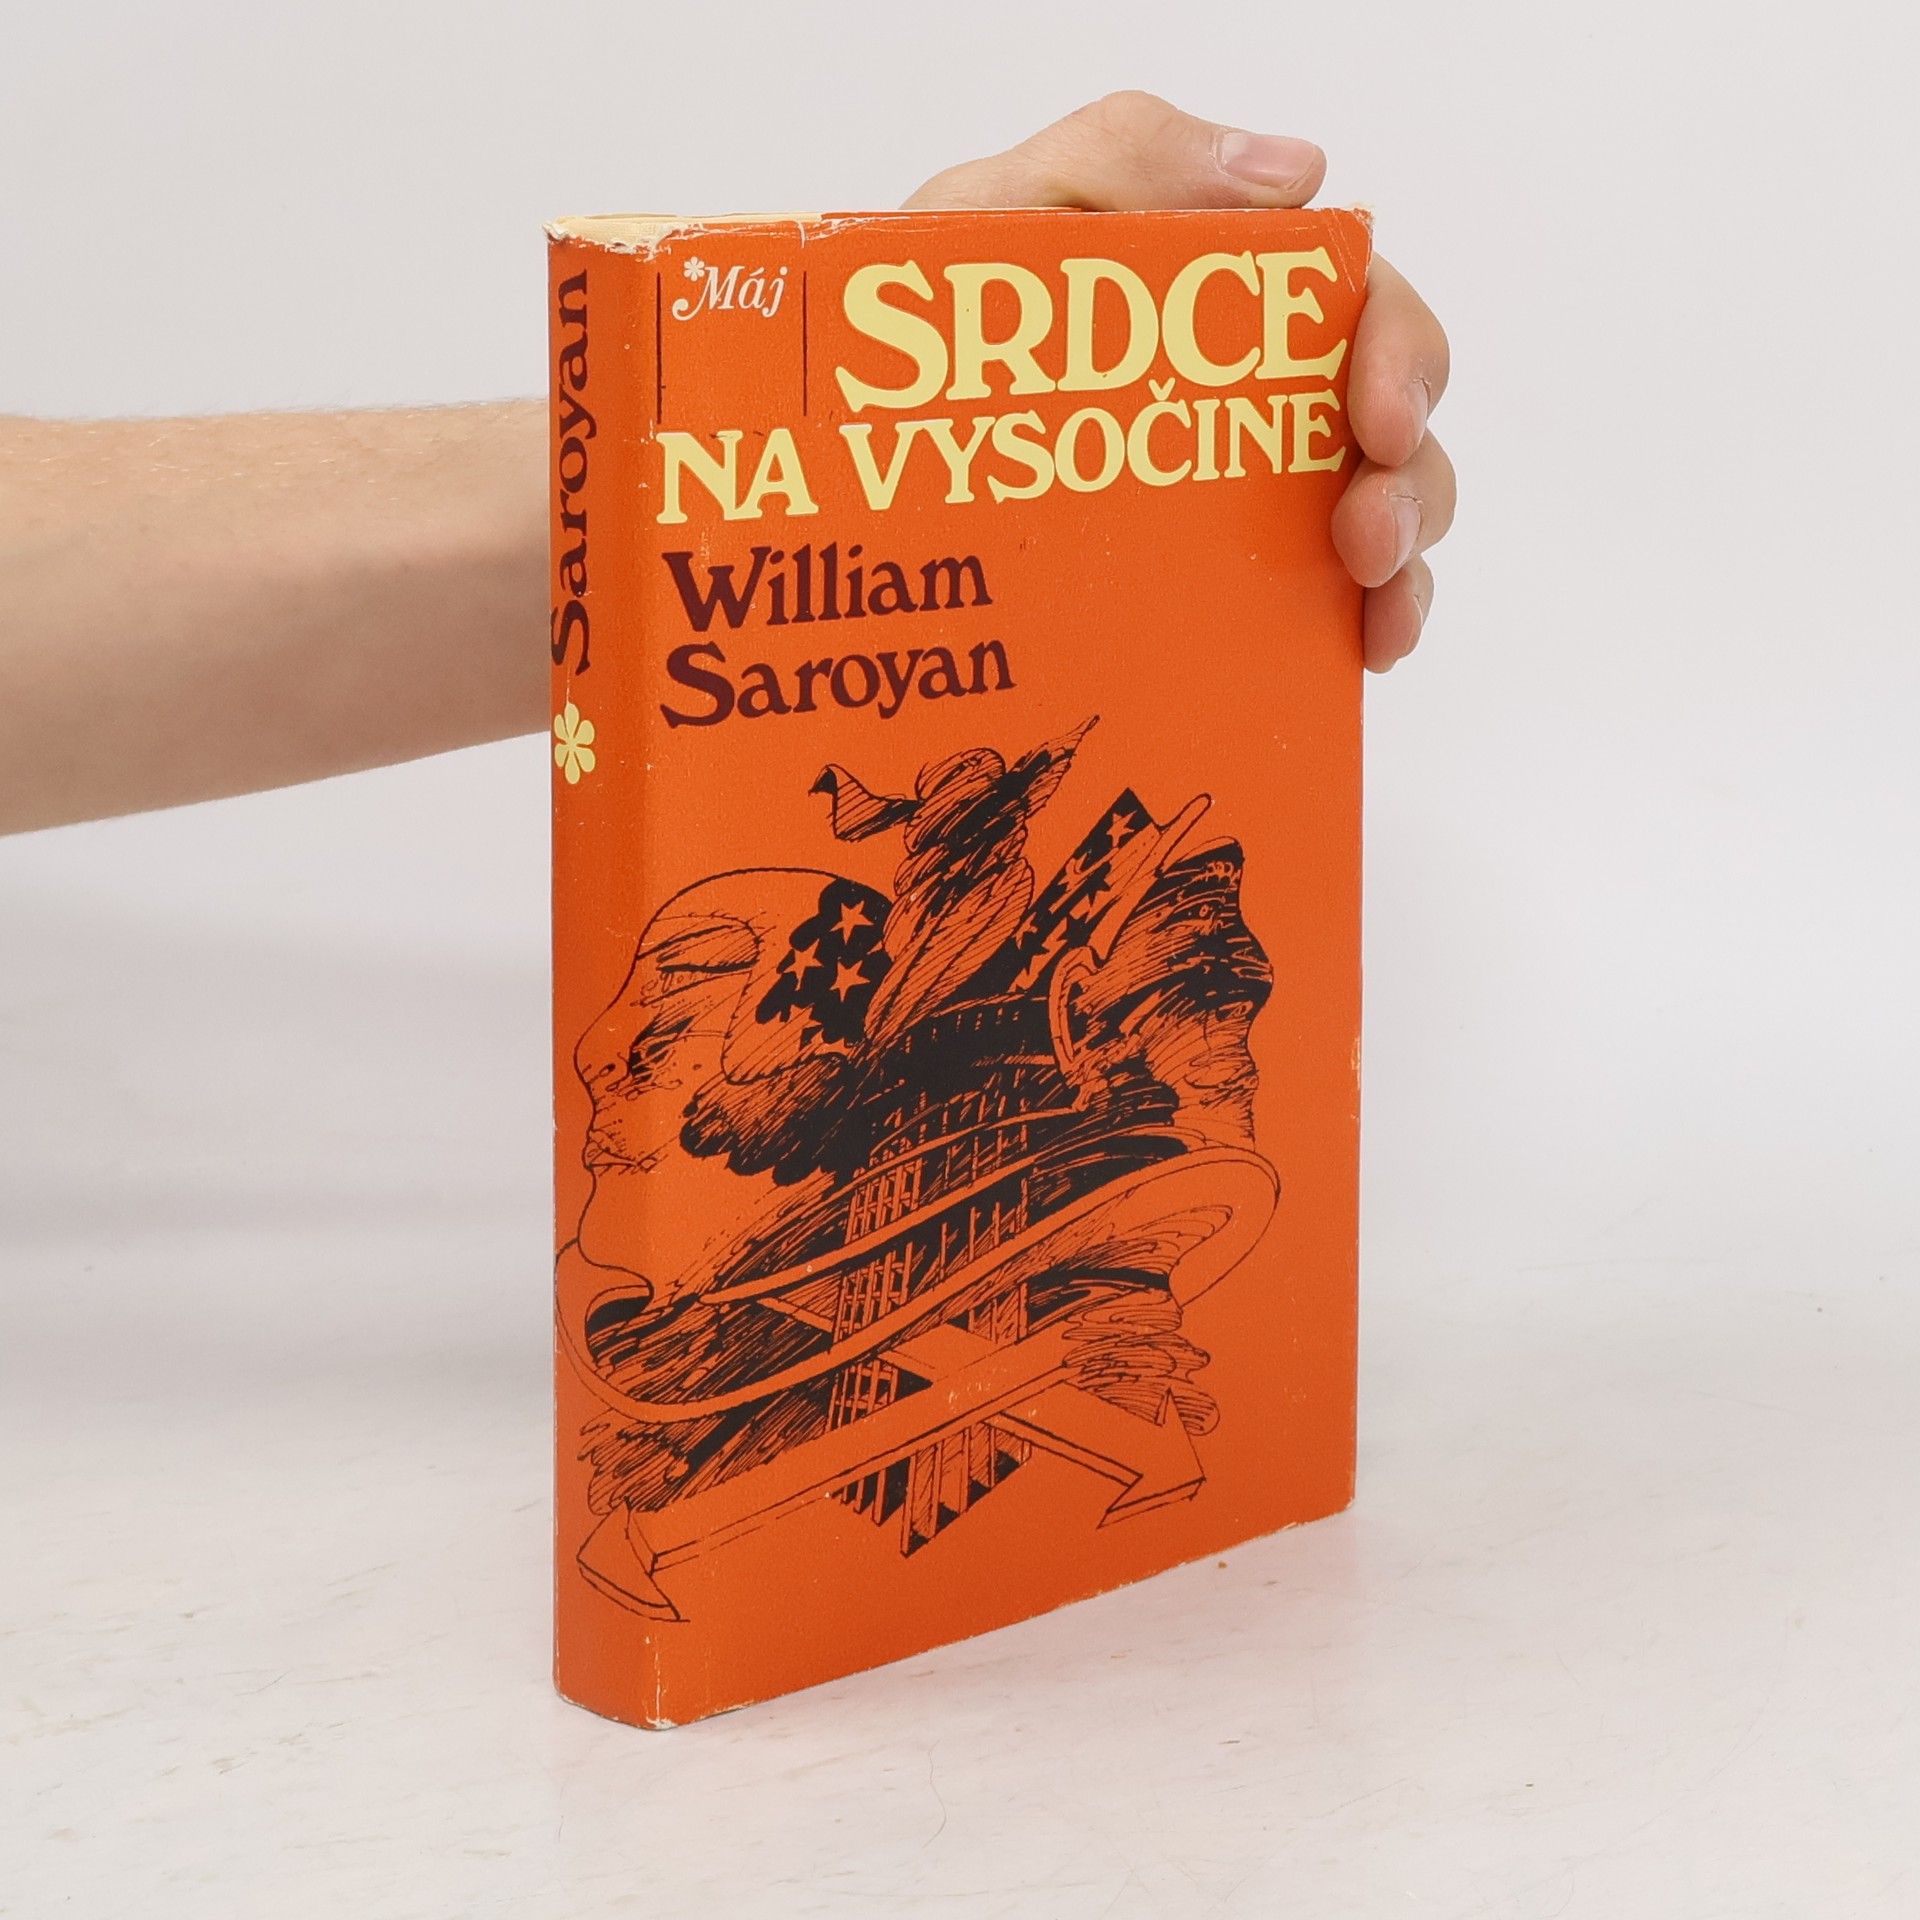 Saroyan
Máj
SRDCE
NA VYSOČINE
William
Saroyan